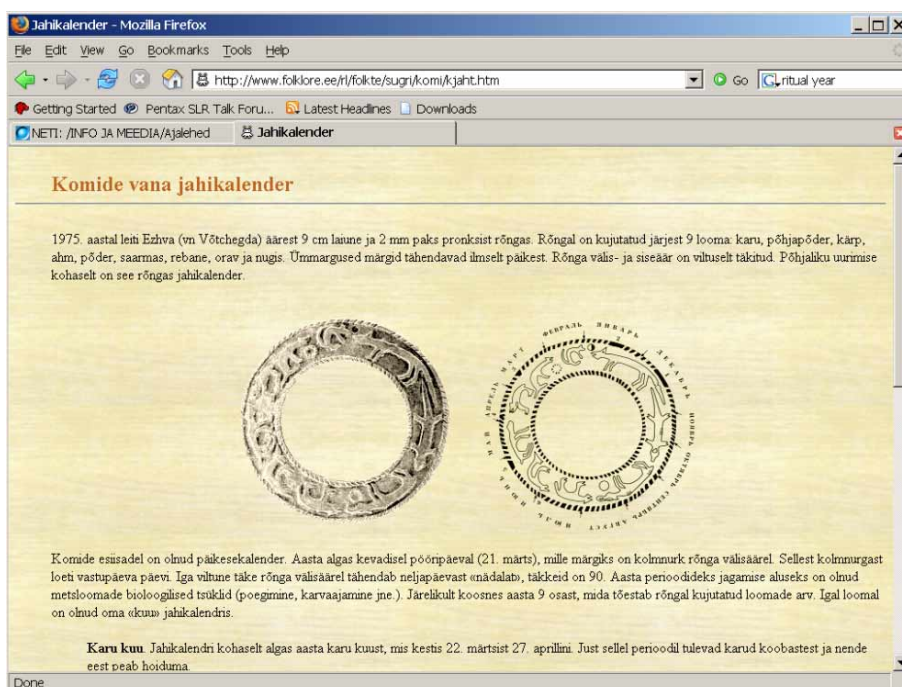 Jahikalender - Mozilla Firefox
File Edit View Go Bookmarks Tools Help
http://www.folklore.ee/rl/folkte/sugri/komi/kjaht.htm Go ritual year
Getting Started Pentax SLR Talk Foru... Latest Headlines Downloads
NETI: /INFO JA MEEDIA/Ajalehed Jahikalender
Komide vana jahikalender
1975. aastal leiti Ezhva (vn Võtchegda) äärest 9 cm laiune ja 2 mm paks pronksist rõngas. Rõngal on kujutatud järjest 9 looma: karu, põhjapõder, kärp,
ahm, põder, saarmas, rebane, orav ja nugis. Ümmargused märgid tähendavad ilmselt päikest. Rõnga välis- ja siseäär on viltuselt täkitud. Põhjaliku uurimise
kohaselt on see rõngas jahikalender.
ЯНВАРЬ
ДЕКАБРЬ
НОЯБРЬ
ОКТЯБРЬ
СЕНТЯБРЬ
АВГУСТ
ИЮЛЬ
ИЮНЬ
МАЙ
АПРЕЛЬ
МАРТ
ФЕВРАЛЬ
Komide esiisadel on olnud päikesekalender. Aasta algas kevadisel pööripäeval (21. märts), mille märgiks on kolmnurk rõnga välisäärel. Sellest kolmnurgast
loeti vastupäeva päevi. Iga viltune täke rõnga välisäärel tähendab neljapäevast «nädalat», täkkeid on 90. Aasta perioodideks jagamise aluseks on olnud
metsloomade bioloogilised tsüklid (poegimine, karvaajamine jne.). Järelikult koosnes aasta 9 osast, mida tõestab rõngal kujutatud loomade arv. Igal loomal
on olnud oma «kuu» jahikalendris.
Karu kuu. Jahikalendri kohaselt algas aasta karu kuust, mis kestis 22. märtsist 27. aprillini. Just sellel perioodil tulevad karud koobastest ja nende
eest peab hoiduma.
Done